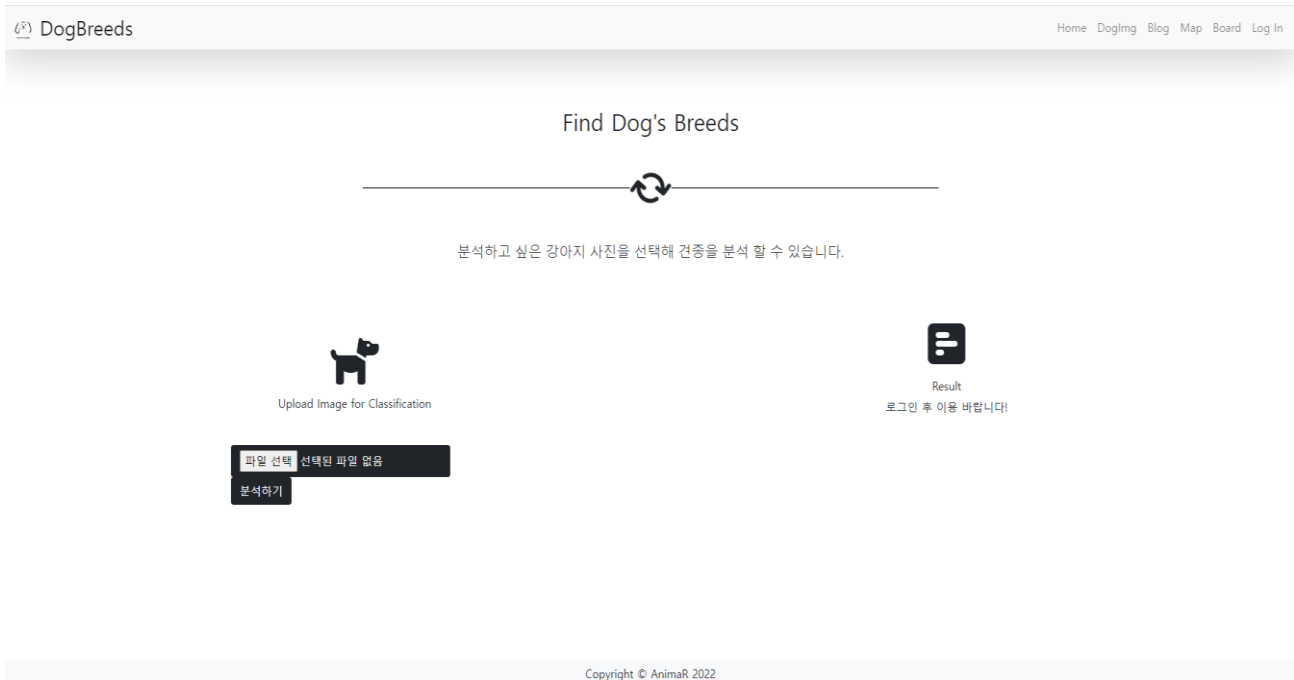 DogBreeds
Home DogImg Blog Map Board Log In
Find Dog's Breeds
분석하고 싶은 강아지 사진을 선택해 견종을 분석 할 수 있습니다.
Upload Image for Classification
파일 선택 선택된 파일 없음
분석하기
Result
로그인 후 이용 바랍니다!
Copyright © AnimaR 2022